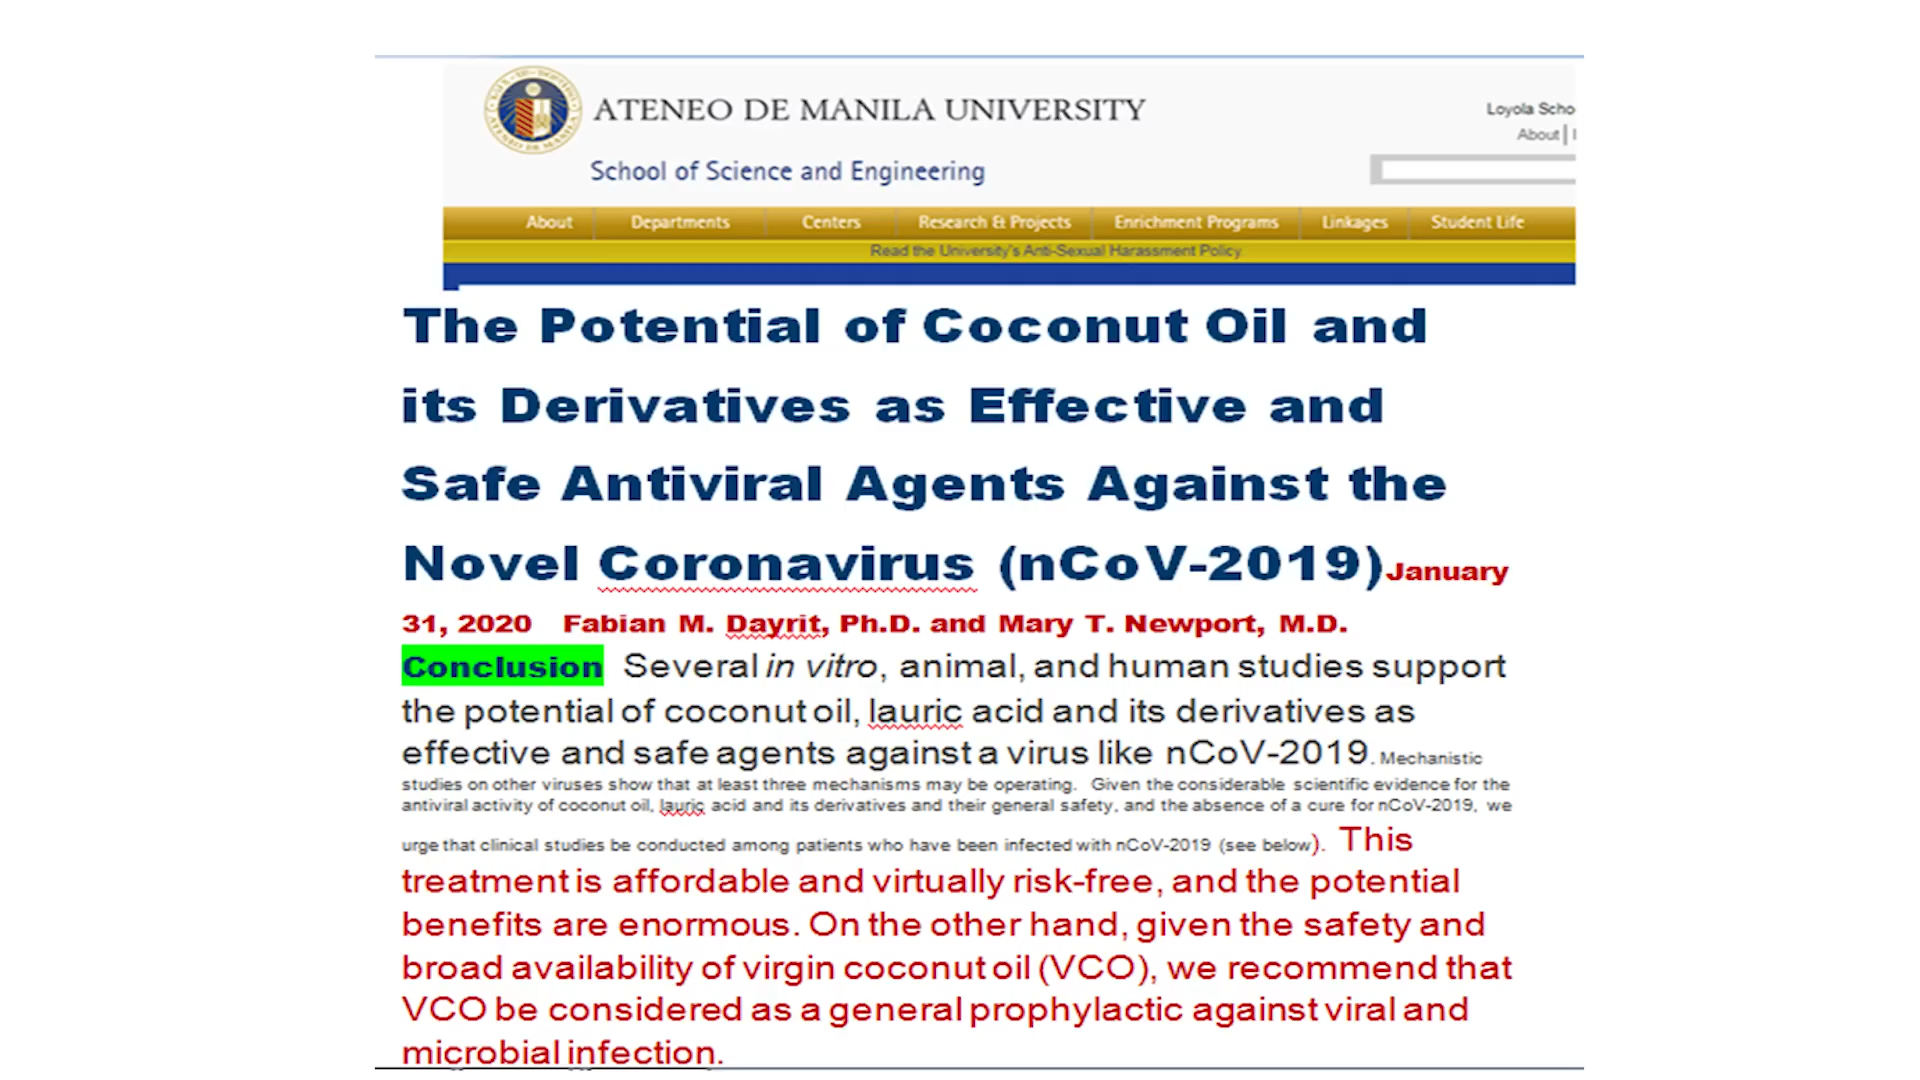 ATENEO DE MANILA UNIVERSITY
Loyola Scho
About |
School of Science and Engineering
About Departments Centers Research & Projects Enrichment Programs Linkages Student Life
Read the University's Anti-Sexual Harassment Policy
The Potential of Coconut Oil and
its Derivatives as Effective and
Safe Antiviral Agents Against the
Novel Coronavirus (nCoV-2019)January
31, 2020 Fabian M. Dayrit, Ph.D. and Mary T. Newport, M.D.
Conclusion Several in vitro, animal, and human studies support
the potential of coconut oil, lauric acid and its derivatives as
effective and safe agents against a virus like nCoV-2019. Mechanistic
studies on other viruses show that at least three mechanisms may be operating. Given the considerable scientific evidence for the
antiviral activity of coconut oil, lauric acid and its derivatives and their general safety, and the absence of a cure for nCoV-2019, we
urge that clinical studies be conducted among patients who have been infected with nCoV-2019 (see below). This
treatment is affordable and virtually risk-free, and the potential
benefits are enormous. On the other hand, given the safety and
broad availability of virgin coconut oil (VCO), we recommend that
VCO be considered as a general prophylactic against viral and
microbial infection.